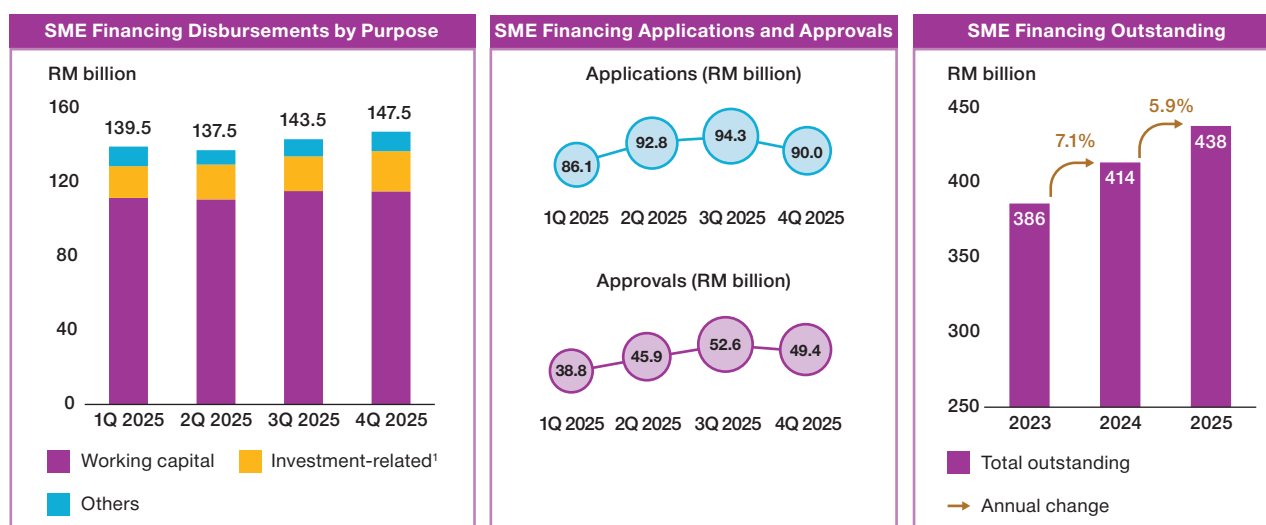 SME Financing Disbursements by Purpose
RM billion
160
120
80
40
0
139.5
137.5
143.5
147.5
1Q 2025 2Q 2025 3Q 2025 4Q 2025
Working capital
Investment-related¹
Others
SME Financing Applications and Approvals
Applications (RM billion)
86.1
92.8
94.3
90.0
1Q 2025 2Q 2025 3Q 2025 4Q 2025
Approvals (RM billion)
38.8
45.9
52.6
49.4
1Q 2025 2Q 2025 3Q 2025 4Q 2025
SME Financing Outstanding
RM billion
450
400
350
300
250
7.1%
5.9%
386
414
438
2023 2024 2025
Total outstanding
Annual change